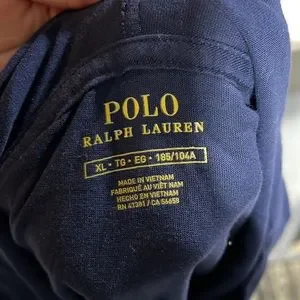 POLO
RALPH LAUREN
XL • TG • EG • 185/104A
MADE IN VIETNAM
FABRIQUÉ AU VIÊT NAM
HECHO EN VIETNAM
RN 41381 / CA 56658